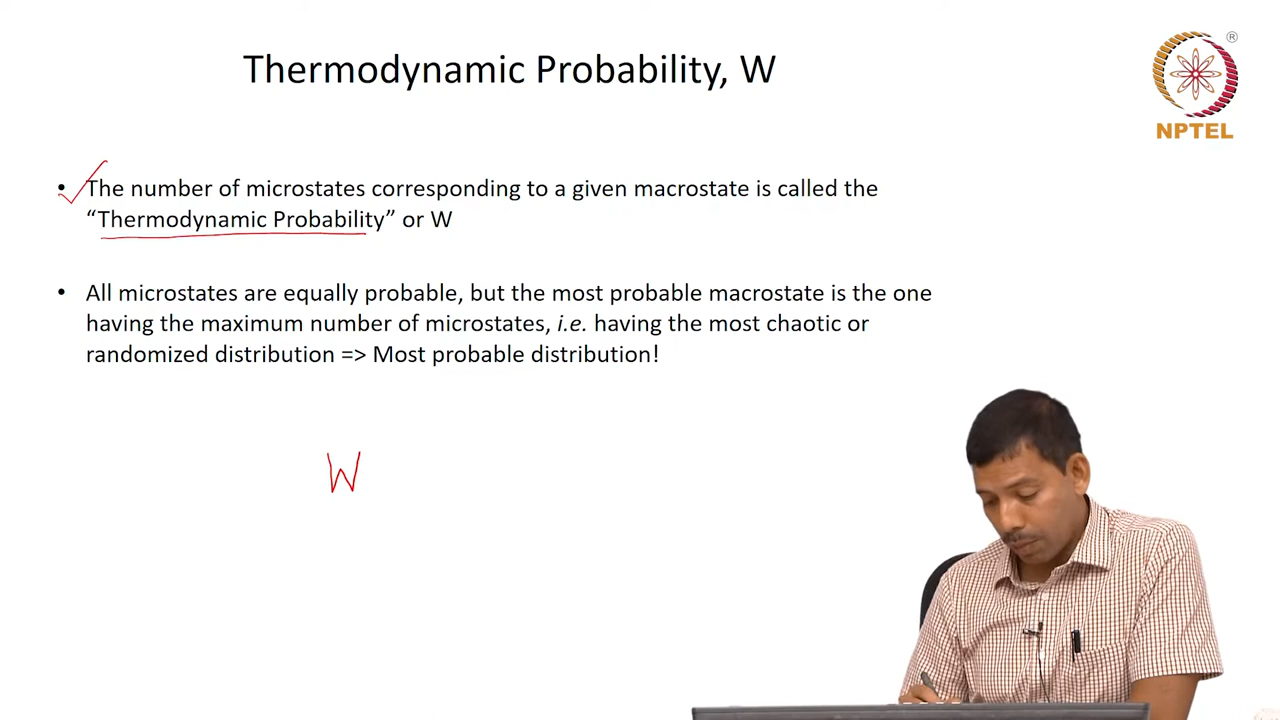 Thermodynamic Probability, W
®
NPTEL
• The number of microstates corresponding to a given macrostate is called the
“Thermodynamic Probability” or W
• All microstates are equally probable, but the most probable macrostate is the one
having the maximum number of microstates, i.e. having the most chaotic or
randomized distribution => Most probable distribution!
W